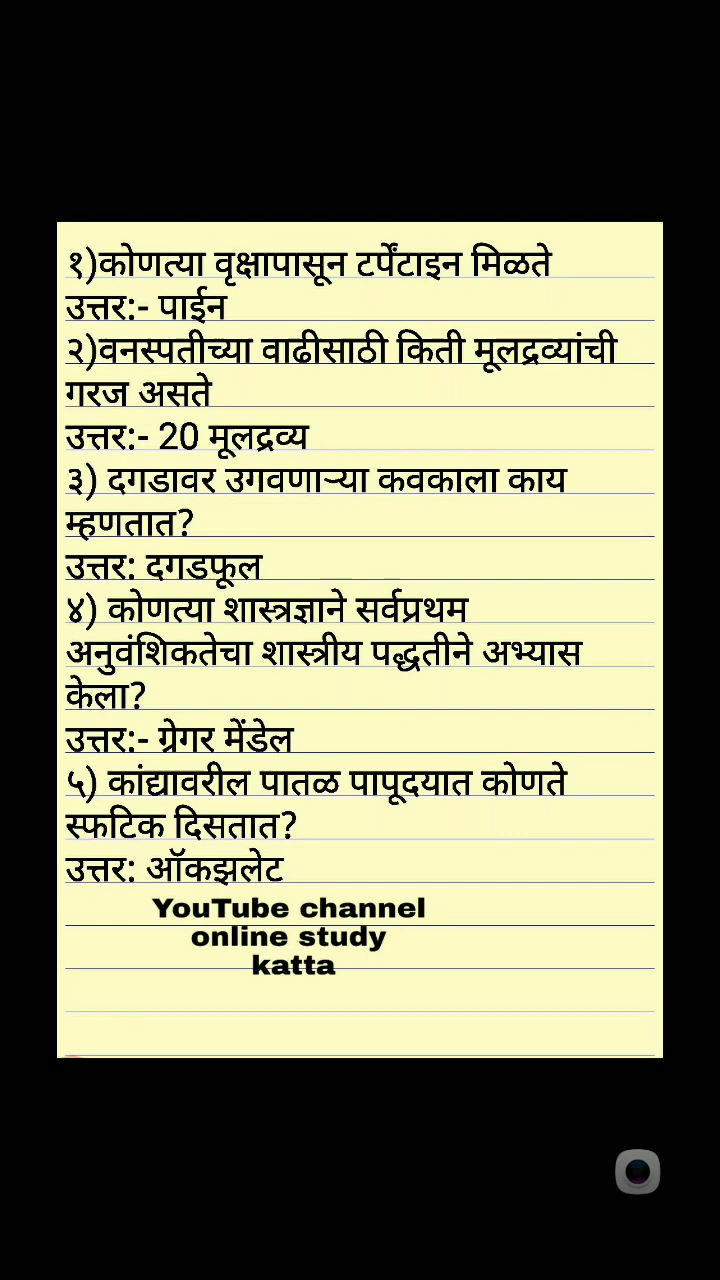 १)कोणत्या वृक्षापासून टर्पेंटाइन मिळते
उत्तर:- पाईन
२)वनस्पतीच्या वाढीसाठी किती मूलद्रव्यांची
गरज असते
उत्तर:- 20 मूलद्रव्य
३) दगडावर उगवणाऱ्या कवकाला काय
म्हणतात?
उत्तर: दगडफूल
४) कोणत्या शास्त्रज्ञाने सर्वप्रथम
अनुवंशिकतेचा शास्त्रीय पद्धतीने अभ्यास
केला?
उत्तर:- ग्रेगर मेंडेल
५) कांद्यावरील पातळ पापूदयात कोणते
स्फटिक दिसतात?
उत्तर: ऑकझलेट
YouTube channel
online study
katta